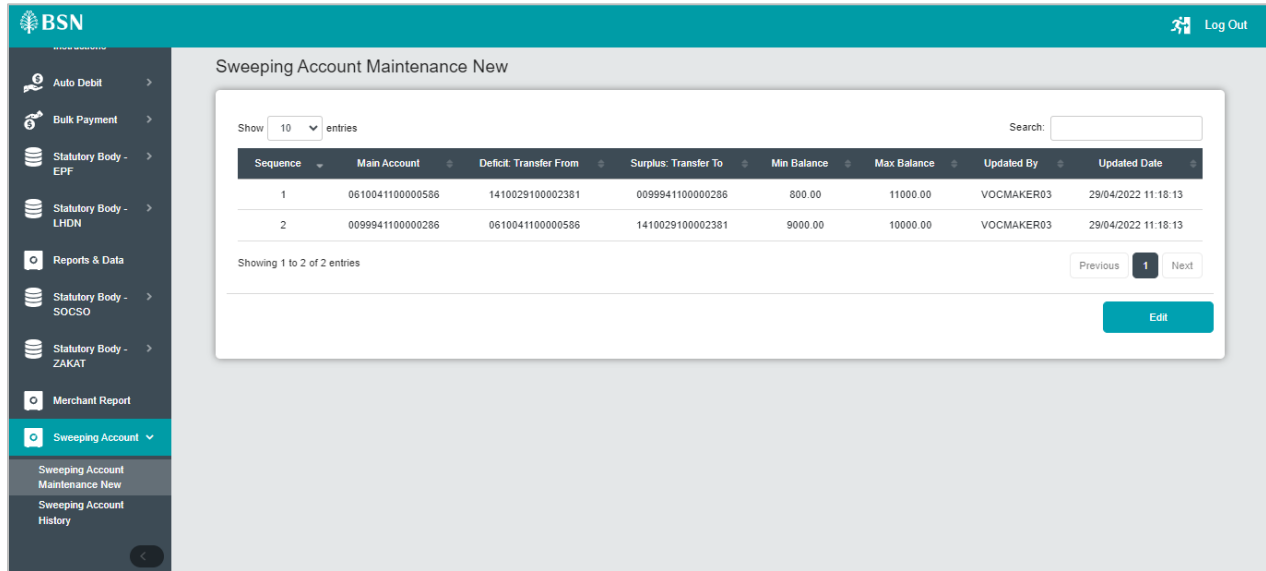 BSN
Log Out
Instructions
Auto Debit
Bulk Payment
Statutory Body -
EPF
Statutory Body -
LHDN
Reports & Data
Statutory Body -
SOCSO
Statutory Body -
ZAKAT
Merchant Report
Sweeping Account
Sweeping Account
Maintenance New
Sweeping Account
History
Sweeping Account Maintenance New
Show 10 entries Search:
Sequence Main Account Deficit: Transfer From Surplus: Transfer To Min Balance Max Balance Updated By Updated Date
1 0610041100000586 1410029100002381 0099941100000286 800.00 11000.00 VOCMAKER03 29/04/2022 11:18:13
2 0099941100000286 0610041100000586 1410029100002381 9000.00 10000.00 VOCMAKER03 29/04/2022 11:18:13
Showing 1 to 2 of 2 entries Previous 1 Next
Edit